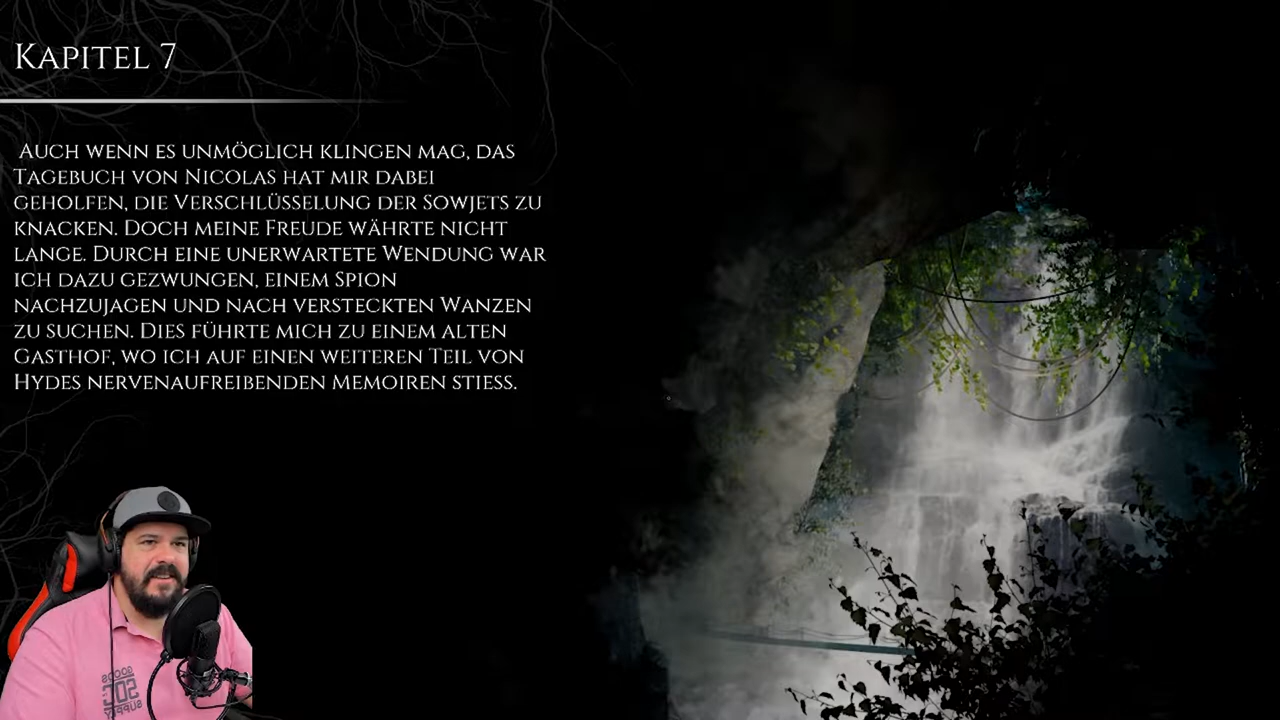 Kapitel 7
Auch wenn es unmöglich klingen mag, das
Tagebuch von Nicolas hat mir dabei
geholfen, die Verschlüsselung der Sowjets zu
knacken. Doch meine Freude währte nicht
lange. Durch eine unerwartete Wendung war
ich dazu gezwungen, einem Spion
nachzujagen und nach versteckten Wanzen
zu suchen. Dies führte mich zu einem alten
Gasthof, wo ich auf einen weiteren Teil von
Hydes nervenaufreibenden Memoiren stiess.